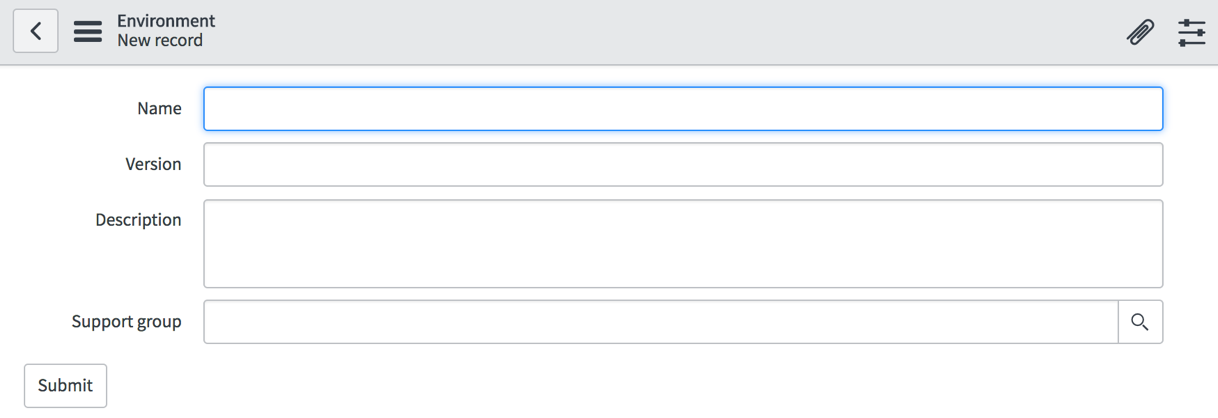 Environment
New record
Name
Version
Description
Support group
Submit